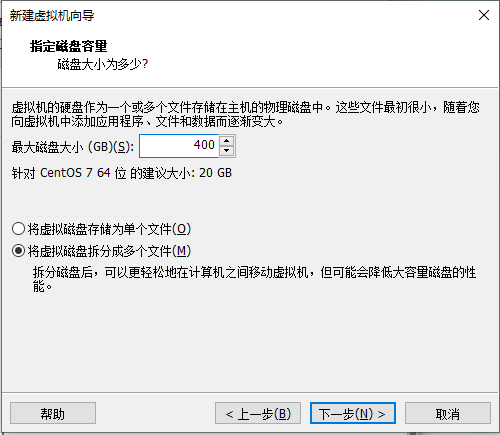 新建虚拟机向导
指定磁盘容量
磁盘大小为多少?
虚拟机的硬盘作为一个或多个文件存储在主机的物理磁盘中。这些文件最初很小，随着您
向虚拟机中添加应用程序、文件和数据而逐渐变大。
最大磁盘大小 (GB)(S): 400
针对 CentOS 7 64 位 的建议大小: 20 GB
将虚拟磁盘存储为单个文件(O)
将虚拟磁盘拆分成多个文件(M)
拆分磁盘后，可以更轻松地在计算机之间移动虚拟机，但可能会降低大容量磁盘的性
能。
帮助 < 上一步(B) 下一步(N) > 取消